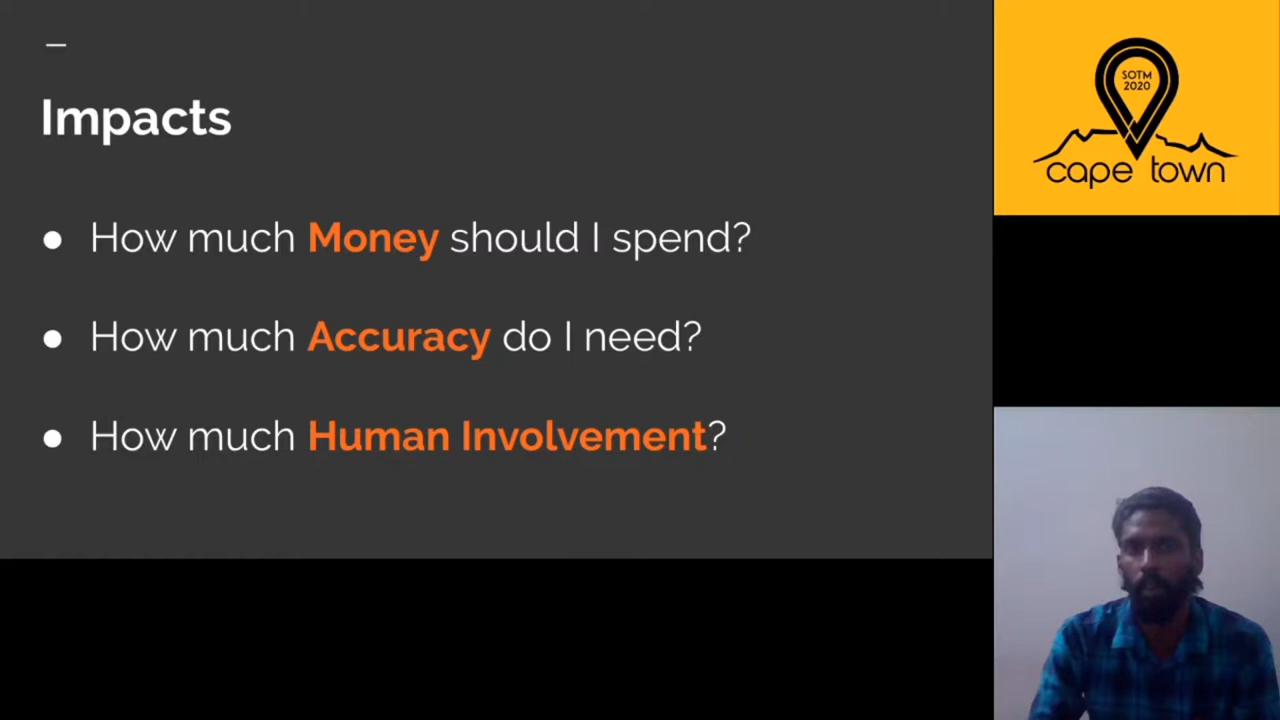 Impacts
● How much Money should I spend?
● How much Accuracy do I need?
● How much Human Involvement?
SOTM
2020
cape town